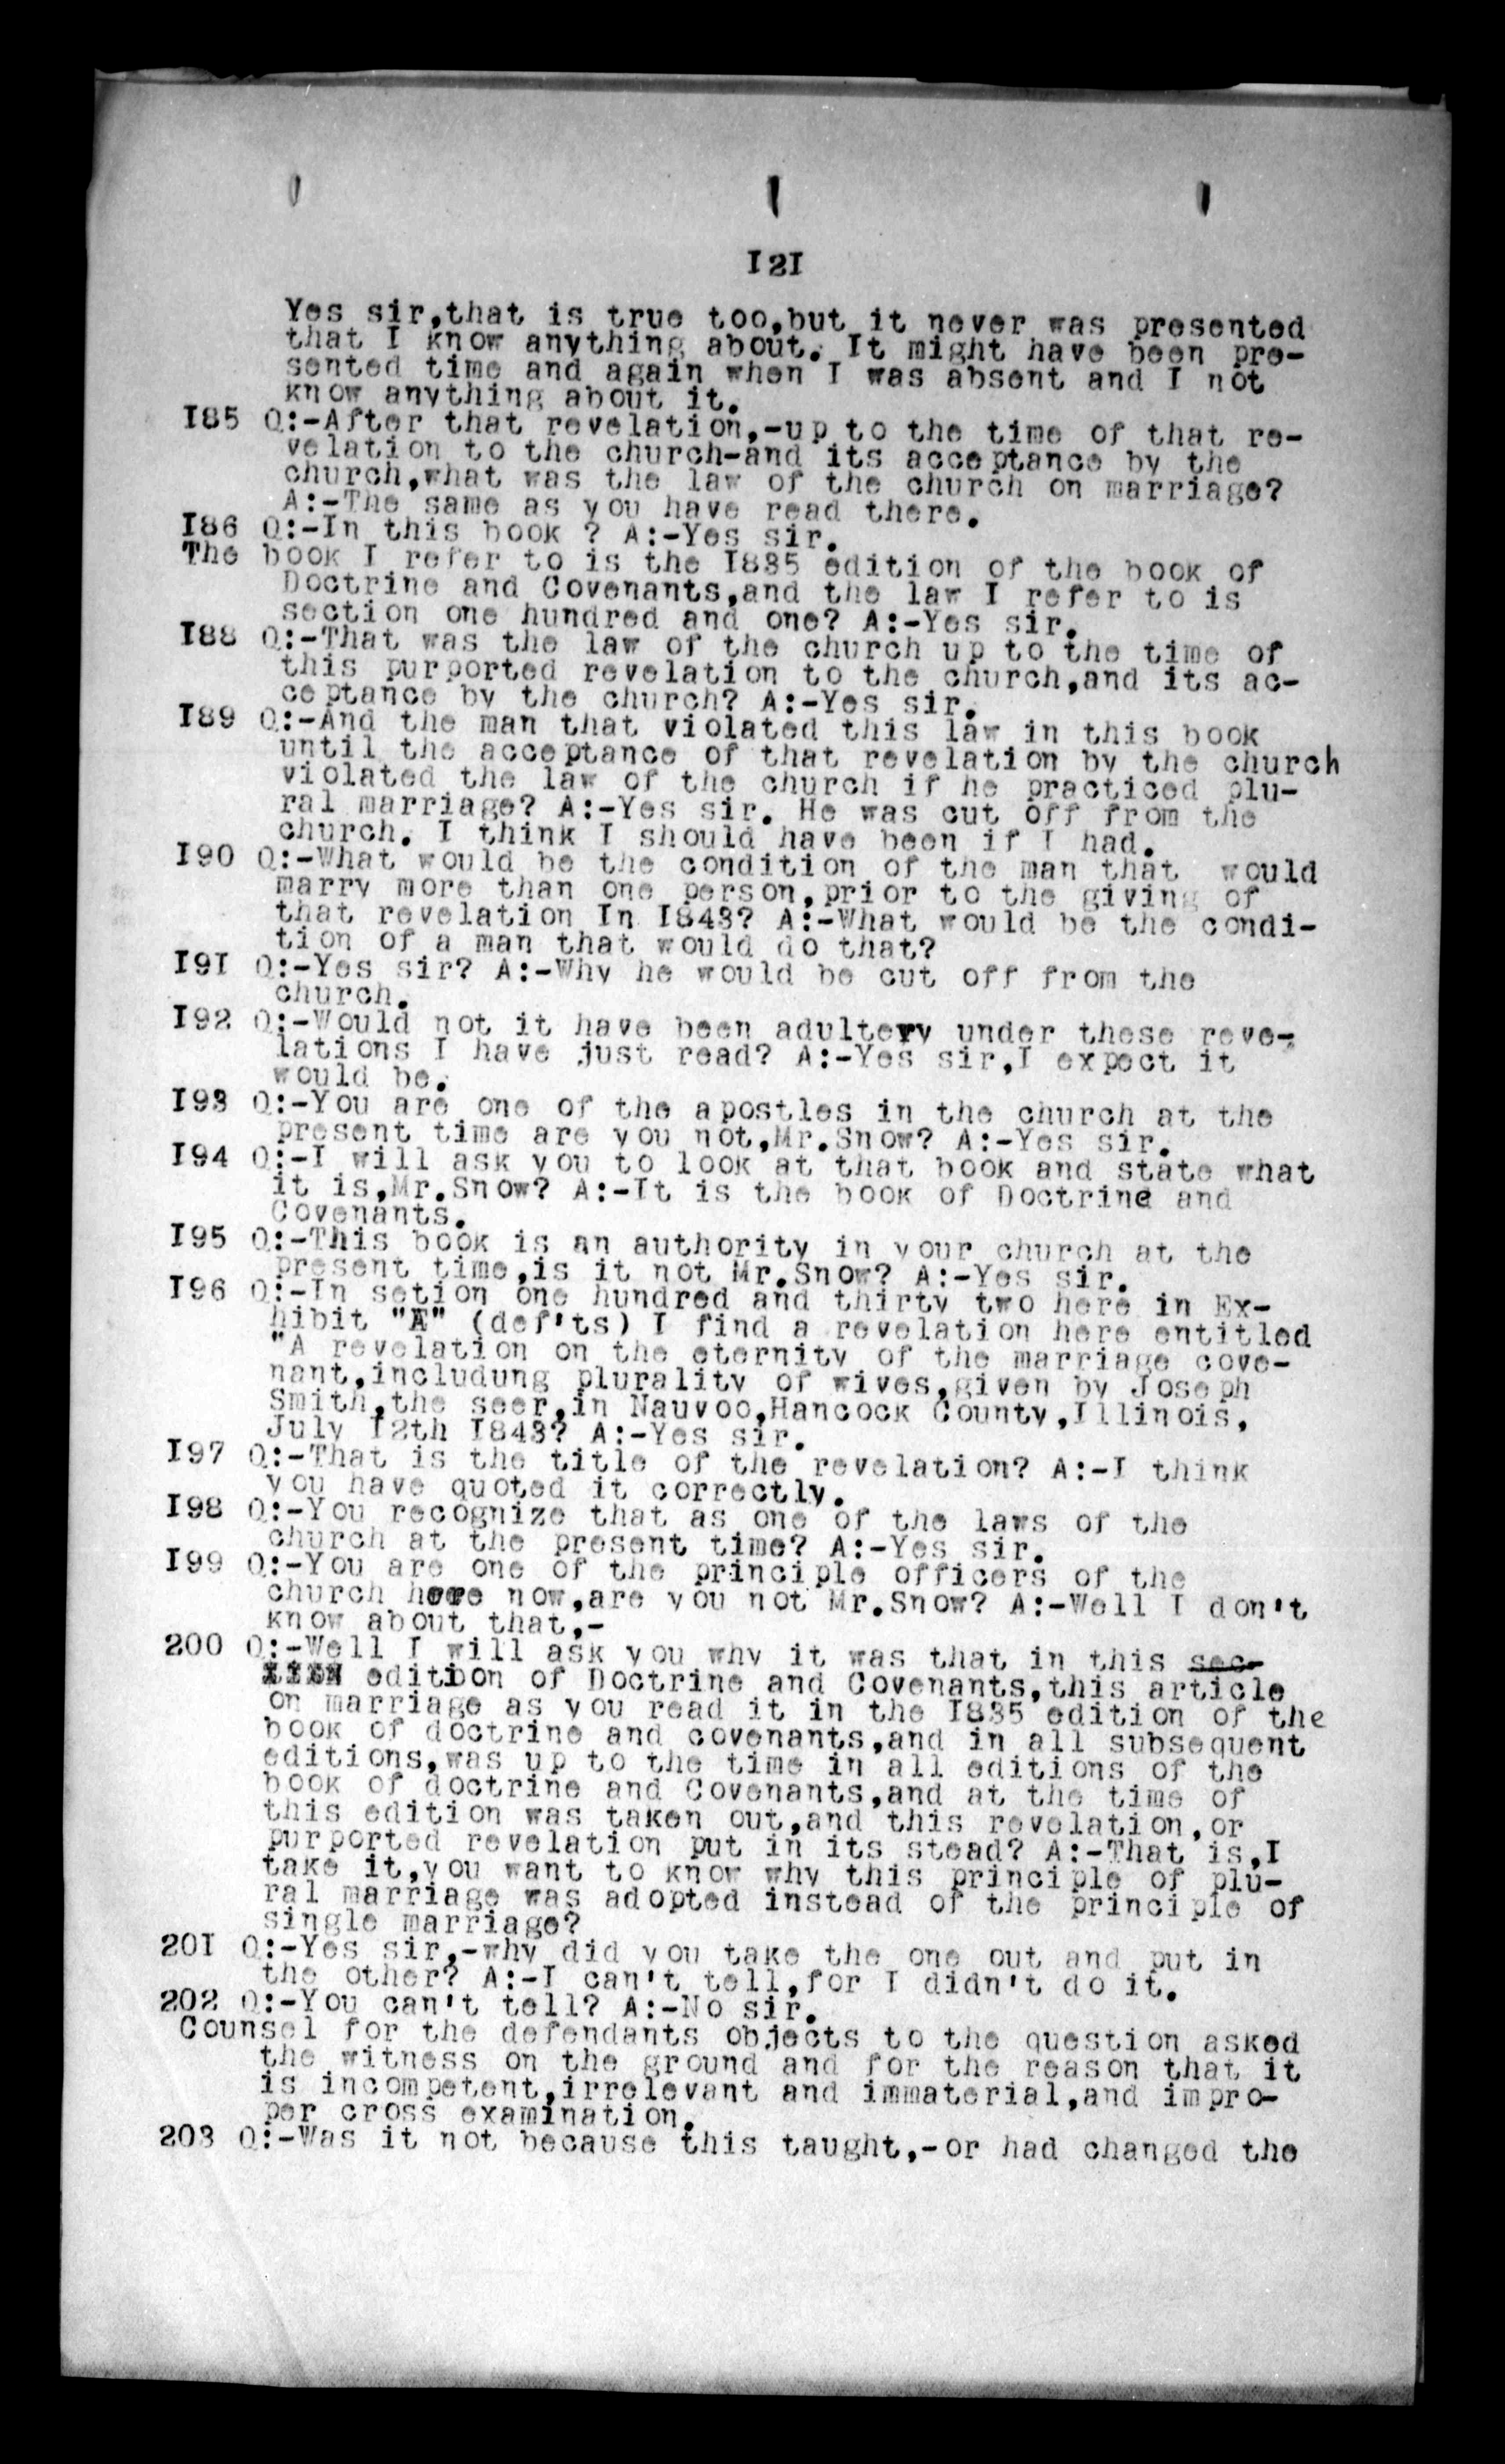 I2I
Yes sir,that is true too,but it never was presented
that I know anything about. It might have been pre-
sented time and again when I was absent and I not
know anything about it.
I85 Q:-After that revelation,-up to the time of that re-
velation to the church-and its acceptance by the
church,what was the law of the church on marriage?
A:-The same as you have read there.
I86 Q:-In this book ? A:-Yes sir.
The book I refer to is the I835 edition of the book of
Doctrine and Covenants,and the law I refer to is
section one hundred and one? A:-Yes sir.
I88 Q:-That was the law of the church up to the time of
this purported revelation to the church,and its ac-
ceptance by the church? A:-Yes sir.
I89 Q:-And the man that violated this law in this book
until the acceptance of that revelation by the church
violated the law of the church if he practiced plu-
ral marriage? A:-Yes sir. He was cut off from the
church. I think I should have been if I had.
I90 Q:-What would be the condition of the man that would
marry more than one person,prior to the giving of
that revelation In I843? A:-What would be the condi-
tion of a man that would do that?
I9I Q:-Yes sir? A:-Why he would be cut off from the
church.
I92 Q:-Would not it have been adultery under these reve-
lations I have just read? A:-Yes sir,I expect it
would be.
I93 Q:-You are one of the apostles in the church at the
present time are you not,Mr.Snow? A:-Yes sir.
I94 Q:-I will ask you to look at that book and state what
it is,Mr.Snow? A:-It is the book of Doctrine and
Covenants.
I95 Q:-This book is an authority in your church at the
present time,is it not Mr.Snow? A:-Yes sir.
I96 Q:-In setion one hundred and thirty two here in Ex-
hibit "Æ" (def'ts) I find a revelation here entitled
"A revelation on the eternity of the marriage cove-
nant,includung plurality of wives,given by Joseph
Smith,the seer,in Nauvoo,Hancock County,Illinois,
July I2th I843? A:-Yes sir.
I97 Q:-That is the title of the revelation? A:-I think
you have quoted it correctly.
I98 Q:-You recognize that as one of the laws of the
church at the present time? A:-Yes sir.
I99 Q:-You are one of the principle officers of the
church here now,are you not Mr.Snow? A:-Well I don't
know about that,-
200 Q:-Well I will ask you why it was that in this sec-
edition of Doctrine and Covenants,this article
on marriage as you read it in the I835 edition of the
book of doctrine and covenants,and in all subsequent
editions,was up to the time in all editions of the
book of doctrine and Covenants,and at the time of
this edition was taken out,and this revelation,or
purported revelation put in its stead? A:-That is,I
take it,you want to know why this principle of plu-
ral marriage was adopted instead of the principle of
single marriage?
20I Q:-Yes sir,-why did you take the one out and put in
the other? A:-I can't tell,for I didn't do it.
202 Q:-You can't tell? A:-No sir.
Counsel for the defendants objects to the question asked
the witness on the ground and for the reason that it
is incompetent,irrelevant and immaterial,and impro-
per cross examination.
203 Q:-Was it not because this taught,-or had changed the